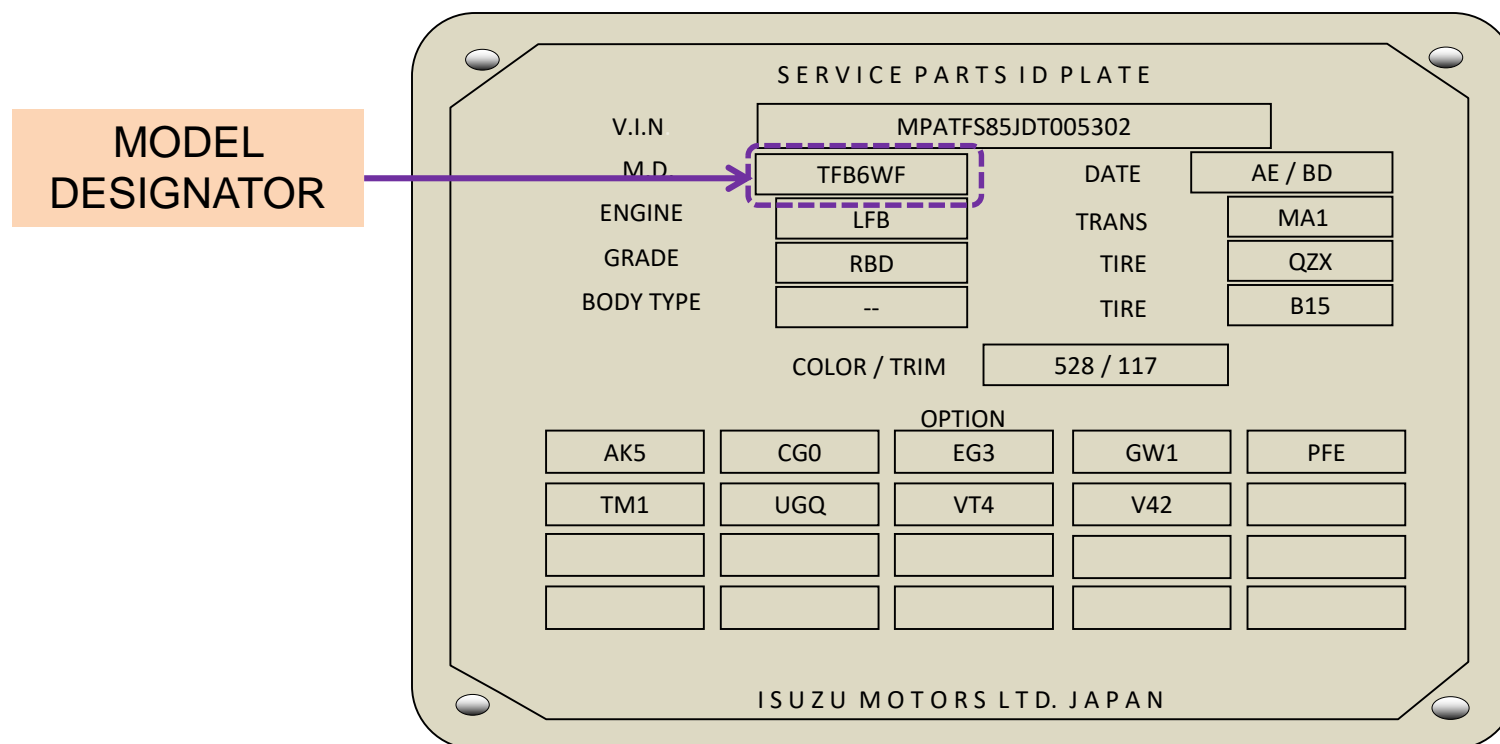 SERVICE PARTS ID PLATE
MODEL
DESIGNATOR
V.I.N MPATFS85JDT005302
M.D. TFB6WF DATE AE / BD
ENGINE LFB TRANS MA1
GRADE RBD TIRE QZX
BODY TYPE -- TIRE B15
COLOR / TRIM 528 / 117
OPTION
AK5 CG0 EG3 GW1 PFE
TM1 UGQ VT4 V42
ISUZU MOTORS LTD. JAPAN